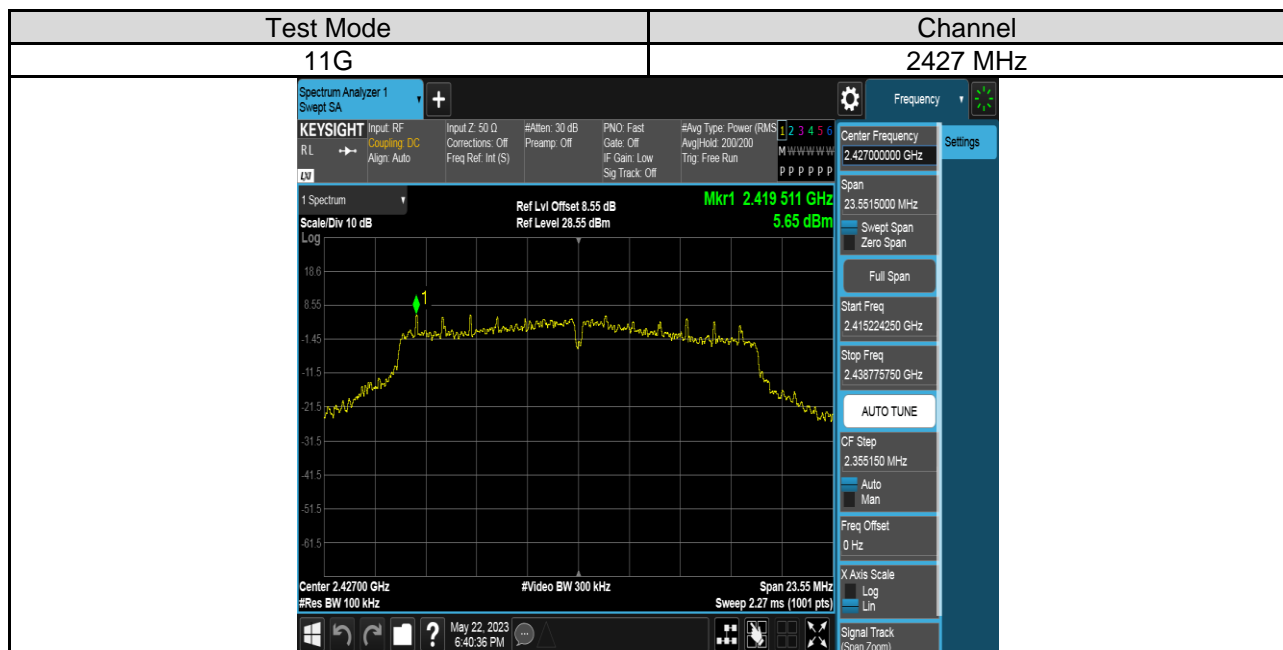 Test Mode Channel
11G 2427 MHz
Spectrum Analyzer 1
Swept SA
+
Frequency
KEYSIGHT
RL
LXI
Input: RF
Coupling: DC
Align: Auto
Input Z: 50 Ω
Corrections: Off
Freq Ref: Int (S)
#Atten: 30 dB
Preamp: Off
PNO: Fast
Gate: Off
IF Gain: Low
Sig Track: Off
#Avg Type: Power (RMS
Avg|Hold: 200/200
Trig: Free Run
1 2 3 4 5 6
M W W W W W
P P P P P P
1 Spectrum
Scale/Div 10 dB
Log
Ref Lvl Offset 8.55 dB
Ref Level 28.55 dBm
Mkr1 2.419 511 GHz
5.65 dBm
18.6
8.55
-1.45
-11.5
-21.5
-31.5
-41.5
-51.5
-61.5
1
Center 2.42700 GHz
#Res BW 100 kHz
#Video BW 300 kHz
Span 23.55 MHz
Sweep 2.27 ms (1001 pts)
Center Frequency
2.427000000 GHz
Span
23.5515000 MHz
Swept Span
Zero Span
Full Span
Start Freq
2.415224250 GHz
Stop Freq
2.438775750 GHz
AUTO TUNE
CF Step
2.355150 MHz
Auto
Man
Freq Offset
0 Hz
X Axis Scale
Log
Lin
Signal Track
(Span Zoom)
Settings
?
May 22, 2023
6:40:36 PM